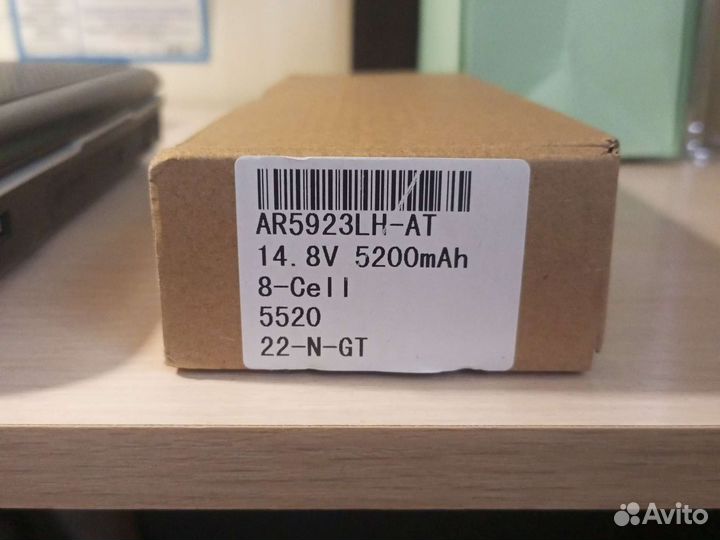 AR5923LH-AT
14.8V 5200mAh
8-Cell
5520
22-N-GT
Avito